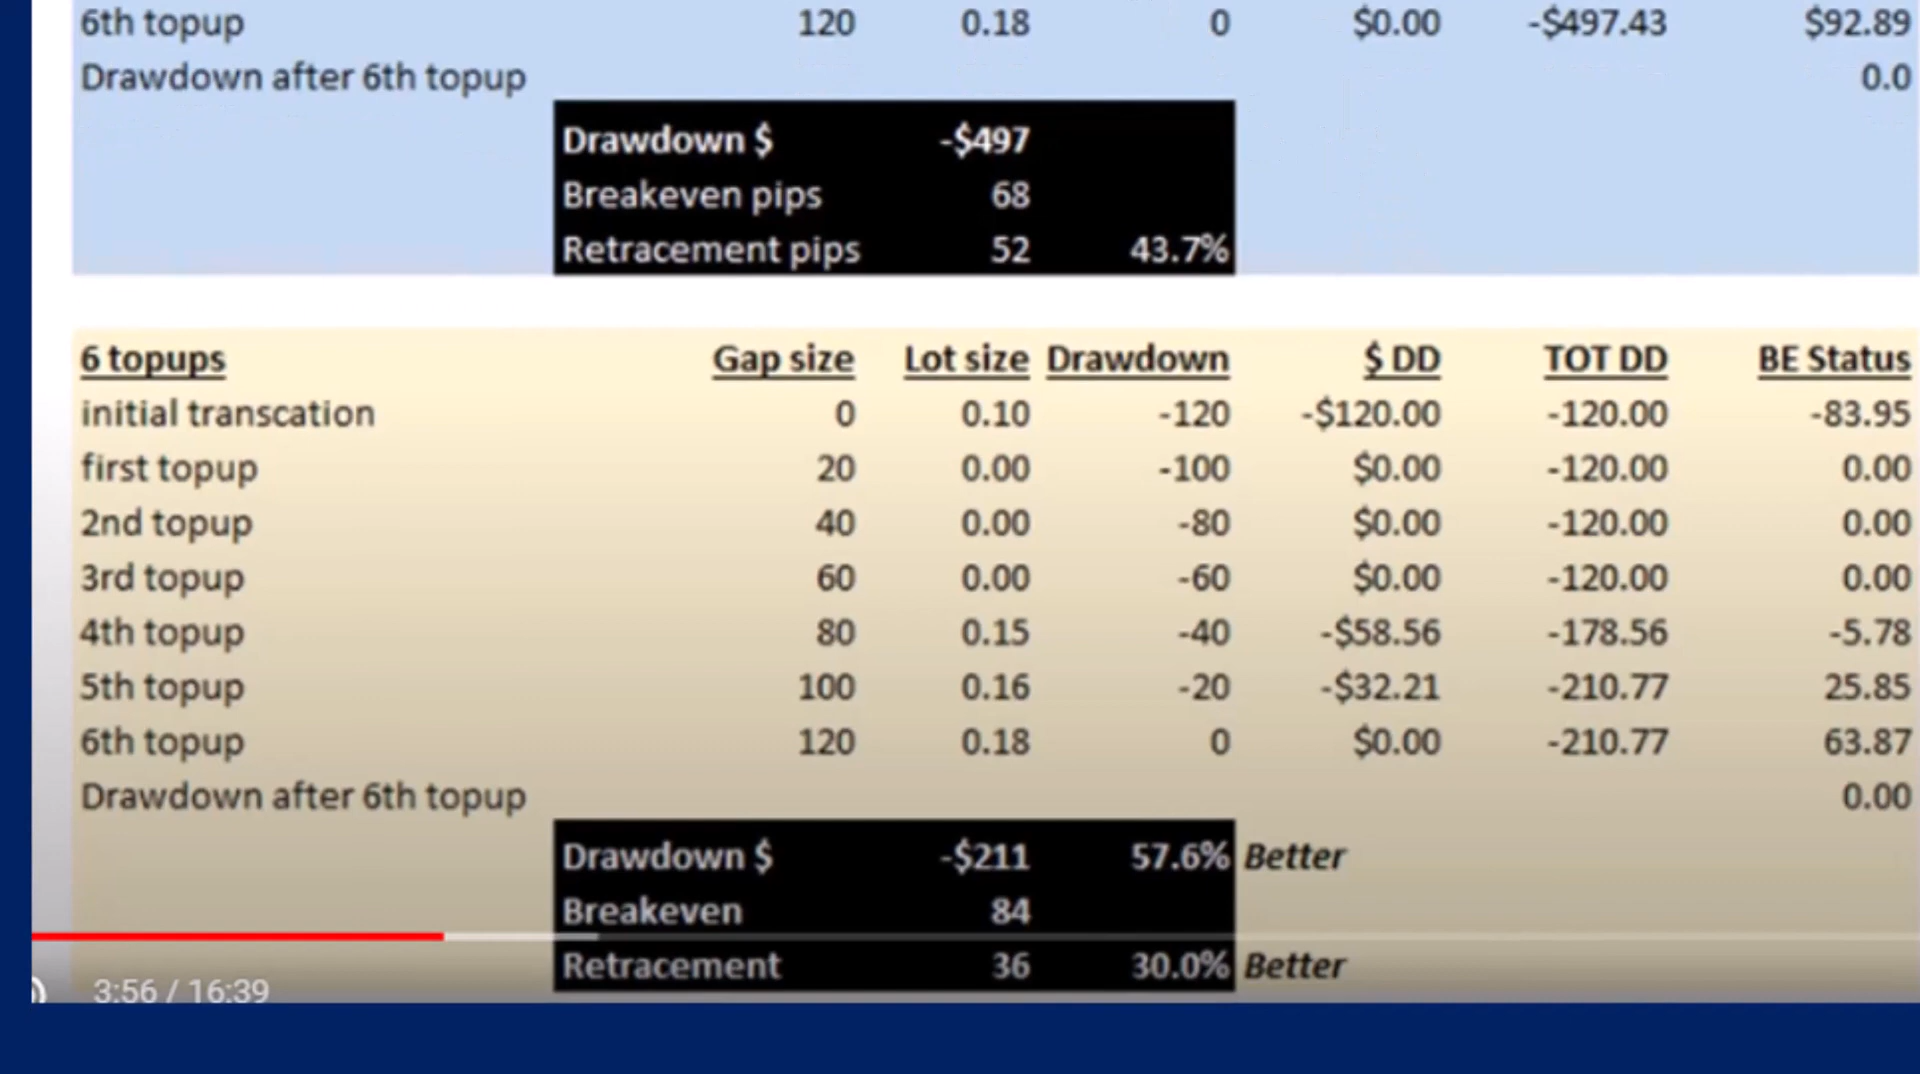 6th topup 120 0.18 0 $0.00 -$497.43 $92.89
Drawdown after 6th topup 0.0
Drawdown $ -$497
Breakeven pips 68
Retracement pips 52 43.7%
6 topups Gap size Lot size Drawdown $ DD TOT DD BE Status
initial transcation 0 0.10 -120 -$120.00 -120.00 -83.95
first topup 20 0.00 -100 $0.00 -120.00 0.00
2nd topup 40 0.00 -80 $0.00 -120.00 0.00
3rd topup 60 0.00 -60 $0.00 -120.00 0.00
4th topup 80 0.15 -40 -$58.56 -178.56 -5.78
5th topup 100 0.16 -20 -$32.21 -210.77 25.85
6th topup 120 0.18 0 $0.00 -210.77 63.87
Drawdown after 6th topup 0.00
Drawdown $ -$211 57.6% Better
Breakeven 84
Retracement 36 30.0% Better
3:56 / 16:39